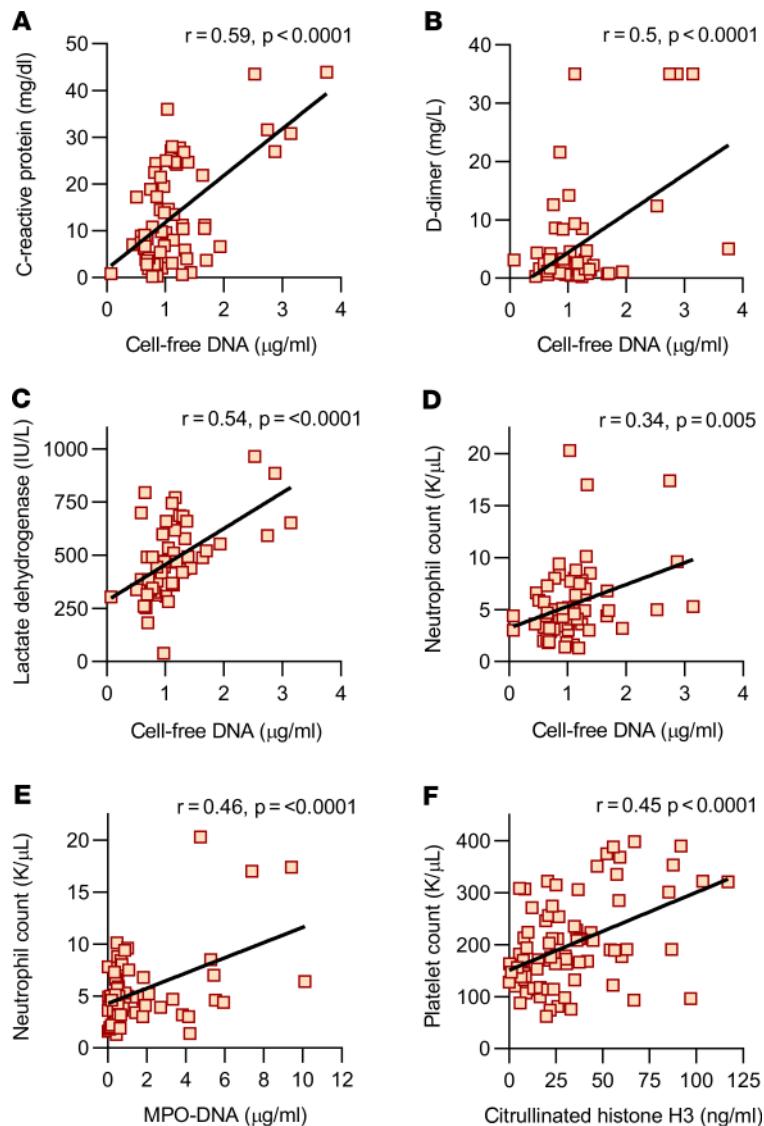 A
r = 0.59, p < 0.0001
C-reactive protein (mg/dl)
50
40
30
20
10
0
0 1 2 3 4
Cell-free DNA (μg/ml)
B
r = 0.5, p < 0.0001
D-dimer (mg/L)
40
30
20
10
0
0 1 2 3 4
Cell-free DNA (μg/ml)
C
r = 0.54, p = <0.0001
Lactate dehydrogenase (IU/L)
1000
750
500
250
0
0 1 2 3 4
Cell-free DNA (μg/ml)
D
r = 0.34, p = 0.005
Neutrophil count (K/μL)
20
15
10
5
0
0 1 2 3 4
Cell-free DNA (μg/ml)
E
r = 0.46, p = <0.0001
Neutrophil count (K/μL)
20
15
10
5
0
0 2 4 6 8 10 12
MPO-DNA (μg/ml)
F
r = 0.45 p < 0.0001
Platelet count (K/μL)
400
300
200
100
0
0 25 50 75 100 125
Citrullinated histone H3 (ng/ml)